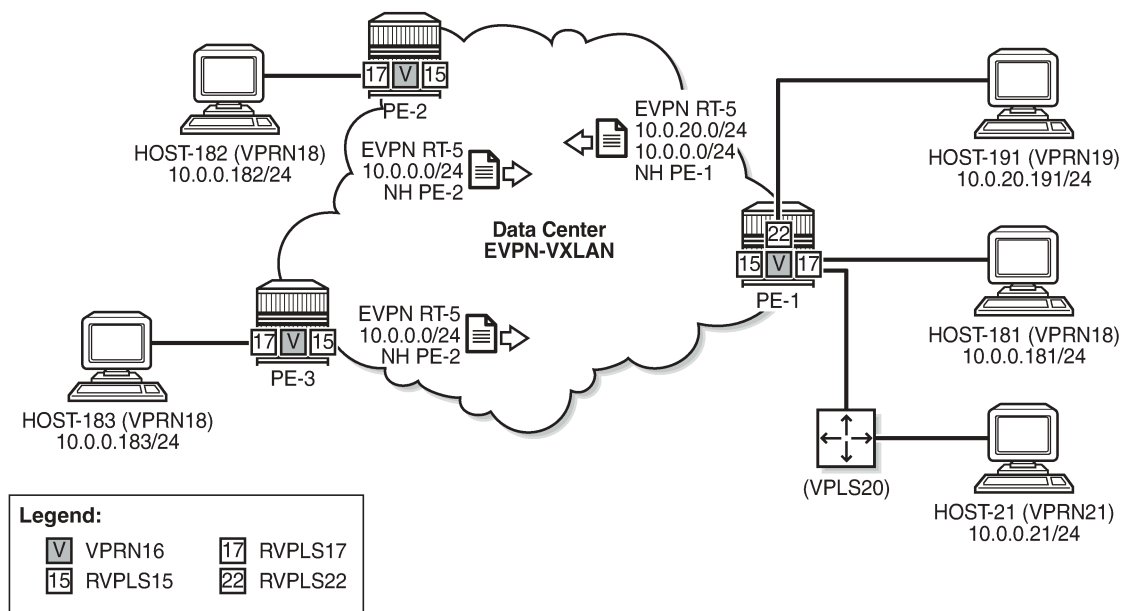 17 V 15
PE-2
HOST-182 (VPRN18)
10.0.0.182/24
EVPN RT-5
10.0.0.0/24
NH PE-2
EVPN RT-5
10.0.20.0/24
10.0.0.0/24
NH PE-1
HOST-191 (VPRN19)
10.0.20.191/24
Data Center
EVPN-VXLAN
22
15 V 17
PE-1
HOST-181 (VPRN18)
10.0.0.181/24
EVPN RT-5
10.0.0.0/24
NH PE-2
17 V 15
PE-3
HOST-183 (VPRN18)
10.0.0.183/24
(VPLS20)
HOST-21 (VPRN21)
10.0.0.21/24
Legend:
V VPRN16
17 RVPLS17
15 RVPLS15
22 RVPLS22